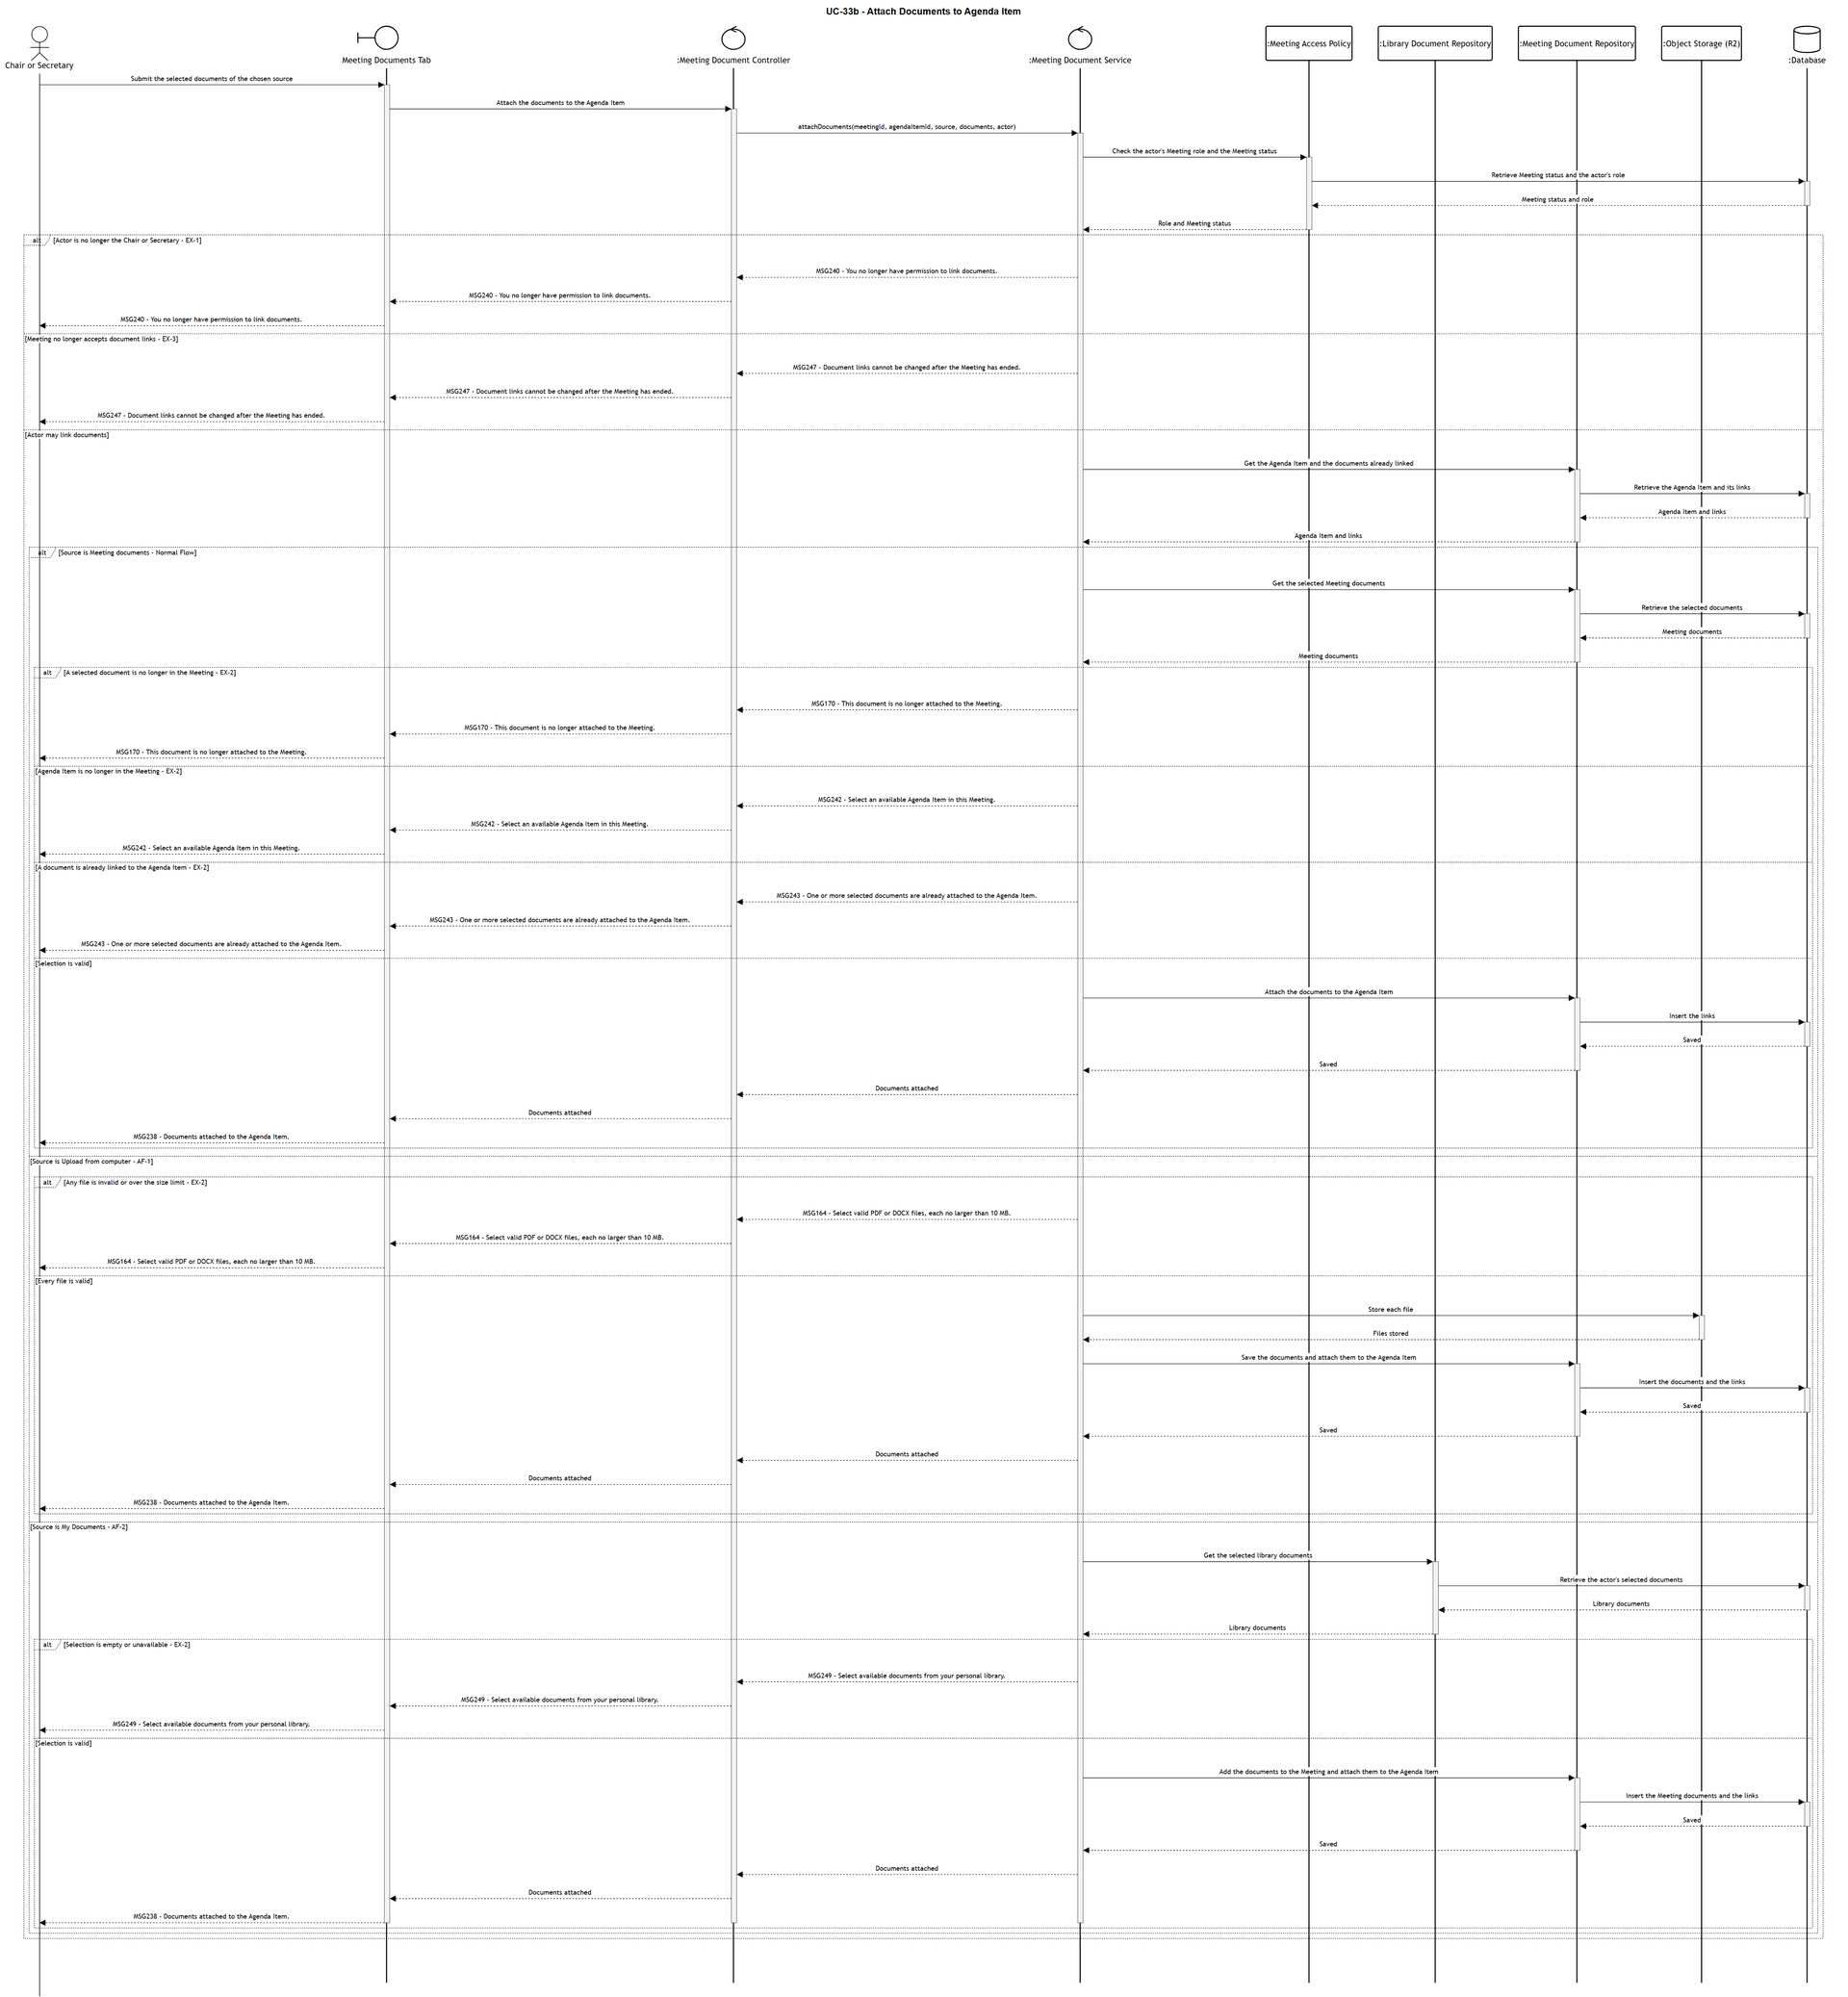 UC-33b - Attach Documents to Agenda Item
Chair or Secretary
Meeting Documents Tab
:Meeting Document Controller
:Meeting Document Service
:Meeting Access Policy
:Library Document Repository
:Meeting Document Repository
:Object Storage (R2)
:Database
Submit the selected documents of the chosen source
Attach the documents to the Agenda Item
attachDocuments(meetingId, agendaItemId, source, documents, actor)
Check the actor's Meeting role and the Meeting status
Retrieve Meeting status and the actor's role
Meeting status and role
Role and Meeting status
alt [Actor is no longer the Chair or Secretary - EX-1]
MSG240 - You no longer have permission to link documents.
MSG240 - You no longer have permission to link documents.
MSG240 - You no longer have permission to link documents.
[Meeting no longer accepts document links - EX-3]
MSG247 - Document links cannot be changed after the Meeting has ended.
MSG247 - Document links cannot be changed after the Meeting has ended.
MSG247 - Document links cannot be changed after the Meeting has ended.
[Actor may link documents]
Get the Agenda Item and the documents already linked
Retrieve the Agenda Item and its links
Agenda Item and links
Agenda Item and links
alt [Source is Meeting documents - Normal Flow]
Get the selected Meeting documents
Retrieve the selected documents
Meeting documents
Meeting documents
alt [A selected document is no longer in the Meeting - EX-2]
MSG170 - This document is no longer attached to the Meeting.
MSG170 - This document is no longer attached to the Meeting.
MSG170 - This document is no longer attached to the Meeting.
[Agenda Item is no longer in the Meeting - EX-2]
MSG242 - Select an available Agenda Item in this Meeting.
MSG242 - Select an available Agenda Item in this Meeting.
MSG242 - Select an available Agenda Item in this Meeting.
[A document is already linked to the Agenda Item - EX-2]
MSG243 - One or more selected documents are already attached to the Agenda Item.
MSG243 - One or more selected documents are already attached to the Agenda Item.
MSG243 - One or more selected documents are already attached to the Agenda Item.
[Selection is valid]
Attach the documents to the Agenda Item
Insert the links
Saved
Saved
Documents attached
Documents attached
MSG238 - Documents attached to the Agenda Item.
[Source is Upload from computer - AF-1]
alt [Any file is invalid or over the size limit - EX-2]
MSG164 - Select valid PDF or DOCX files, each no larger than 10 MB.
MSG164 - Select valid PDF or DOCX files, each no larger than 10 MB.
MSG164 - Select valid PDF or DOCX files, each no larger than 10 MB.
[Every file is valid]
Store each file
Files stored
Save the documents and attach them to the Agenda Item
Insert the documents and the links
Saved
Saved
Documents attached
Documents attached
MSG238 - Documents attached to the Agenda Item.
[Source is My Documents - AF-2]
Get the selected library documents
Retrieve the actor's selected documents
Library documents
Library documents
alt [Selection is empty or unavailable - EX-2]
MSG249 - Select available documents from your personal library.
MSG249 - Select available documents from your personal library.
MSG249 - Select available documents from your personal library.
[Selection is valid]
Add the documents to the Meeting and attach them to the Agenda Item
Insert the Meeting documents and the links
Saved
Saved
Documents attached
Documents attached
MSG238 - Documents attached to the Agenda Item.